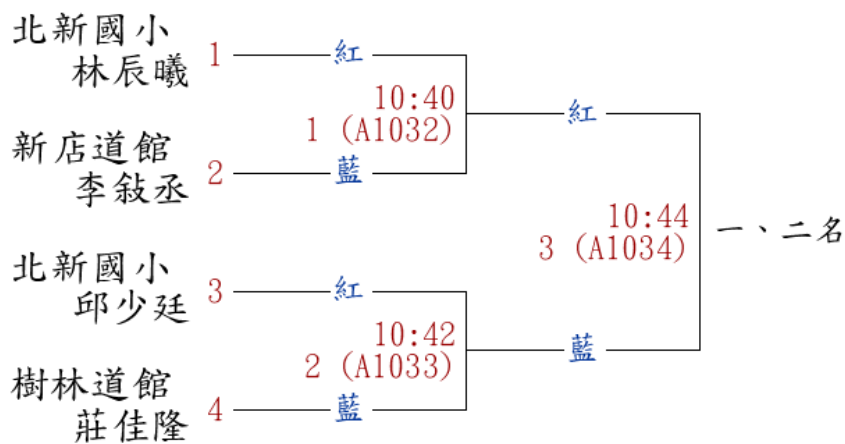 北新國小
林辰曦 1 紅
10:40
1 (A1032)
紅
新店道館
李敍丞 2 藍
10:44
3 (A1034)
一、二名
北新國小
邱少廷 3 紅
10:42
2 (A1033)
藍
樹林道館
莊佳隆 4 藍